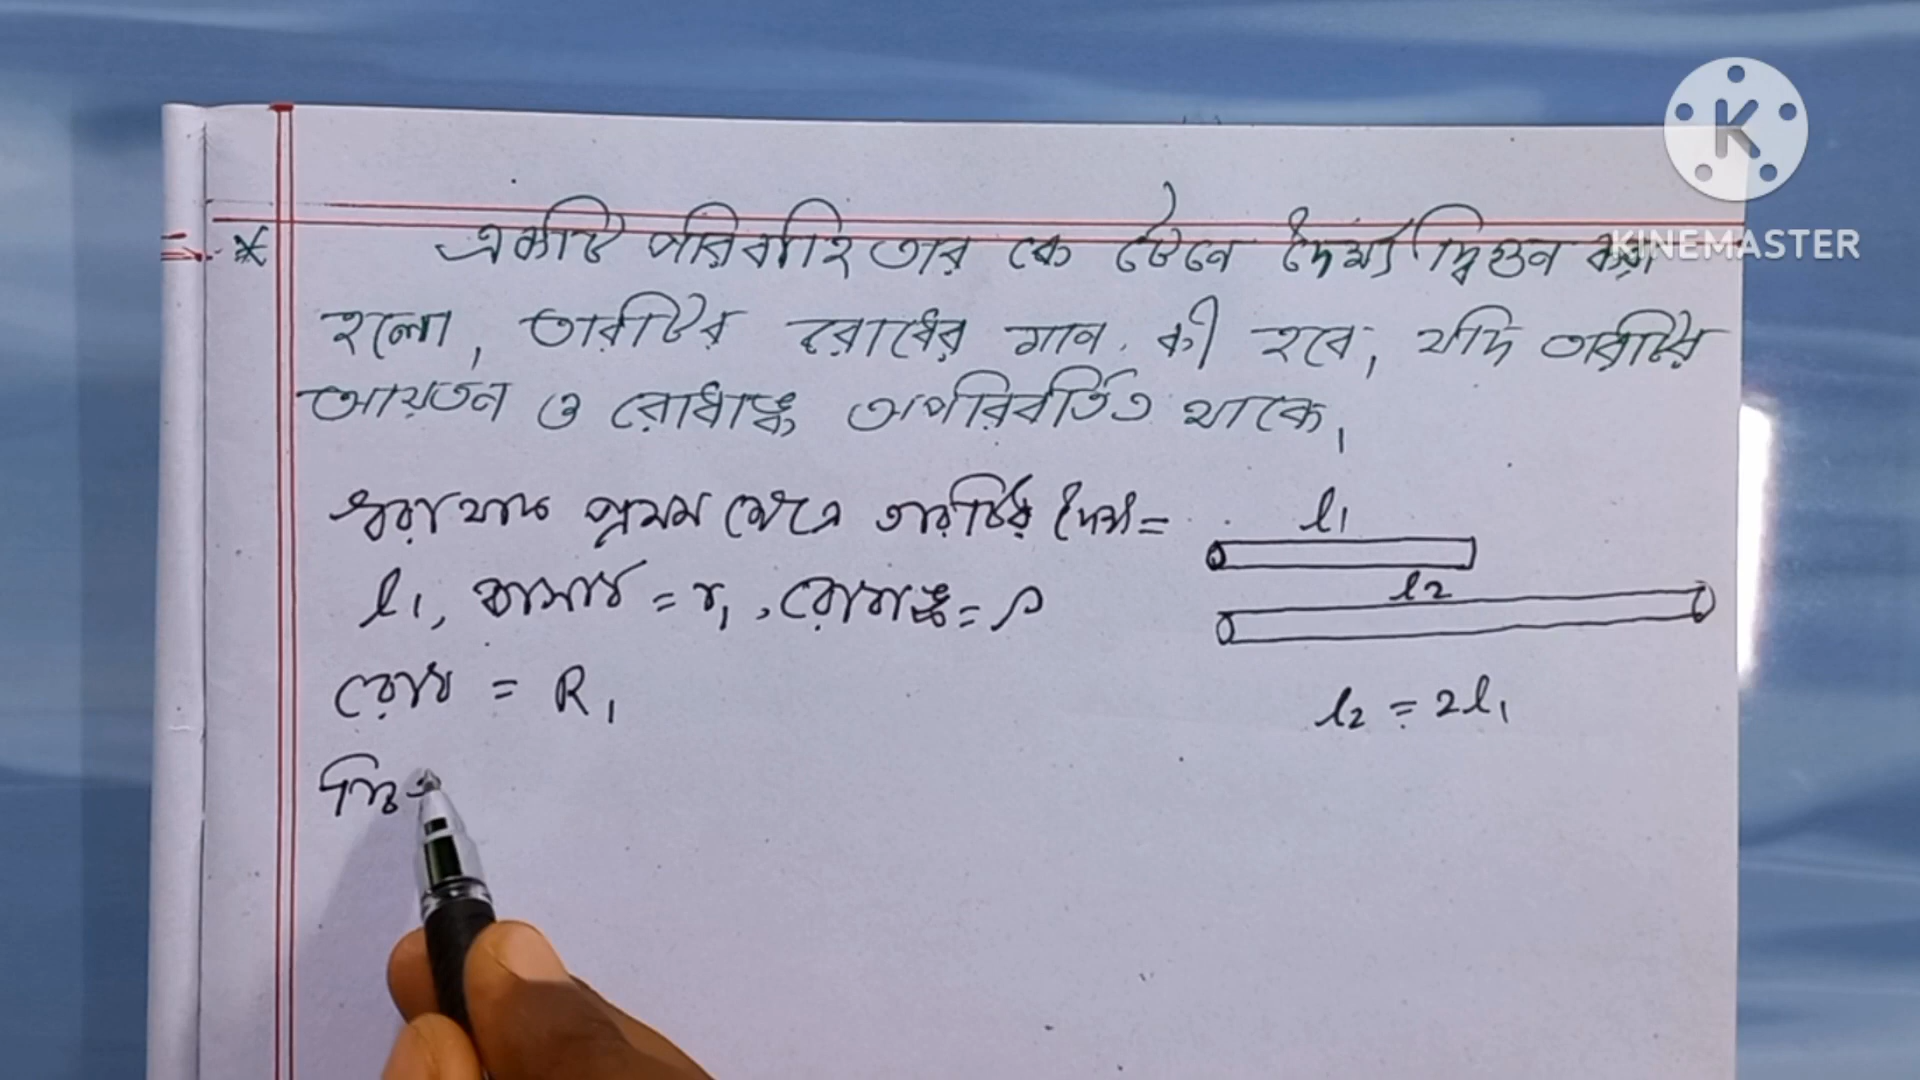 * একটি পরিবাহি তার কে টেনে দৈর্ঘ্য দ্বিগুন করা
হলো, তারটির রোধের মান কী হবে, যদি তারটির
আয়তন ও রোধাঙ্ক অপরিবর্তিত থাকে,
ধরা যাক প্রথম ক্ষেত্রে তারটির দৈর্ঘ্য =
l₁, ব্যাসার্ধ = r₁, রোধাঙ্ক = ρ
রোধ = R₁
l₁
l₂
l₂ = 2l₁
KINEMASTER